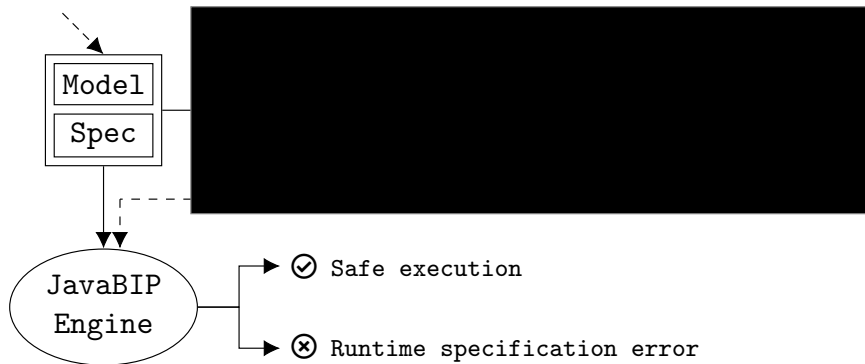 Model
Spec
JavaBIP
Engine
Safe execution
Runtime specification error